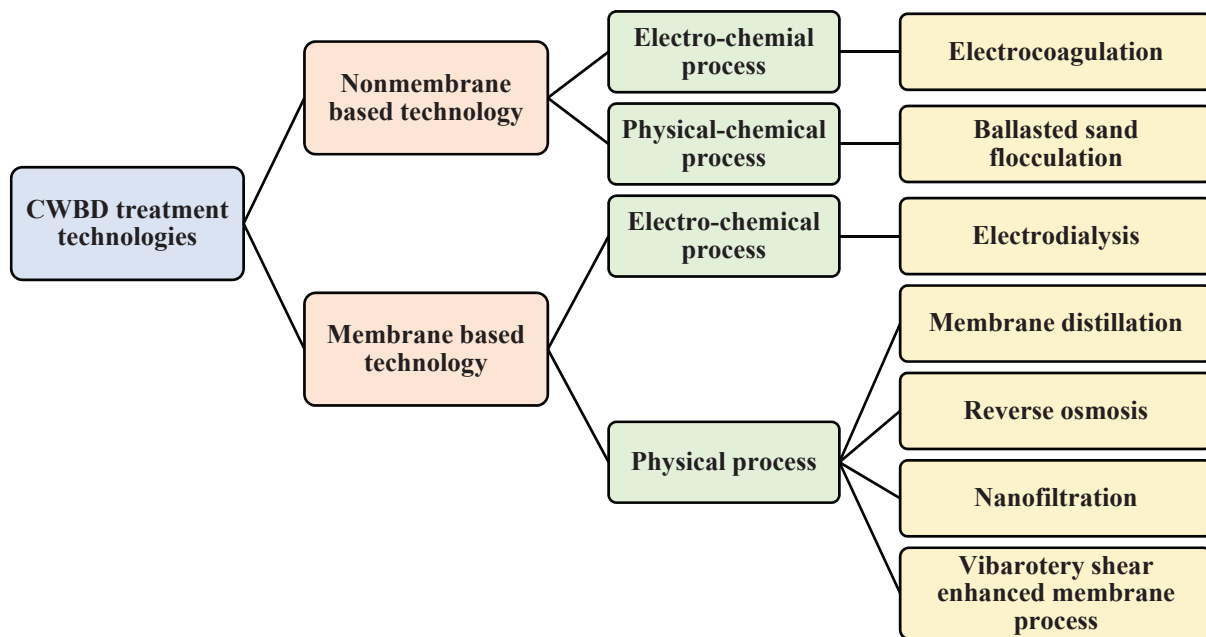 CWBD treatment
technologies
Nonmembrane
based technology
Membrane based
technology
Electro-chemial
process
Physical-chemical
process
Electro-chemical
process
Physical process
Electrocoagulation
Ballasted sand
flocculation
Electrodialysis
Membrane distillation
Reverse osmosis
Nanofiltration
Vibarotery shear
enhanced membrane
process